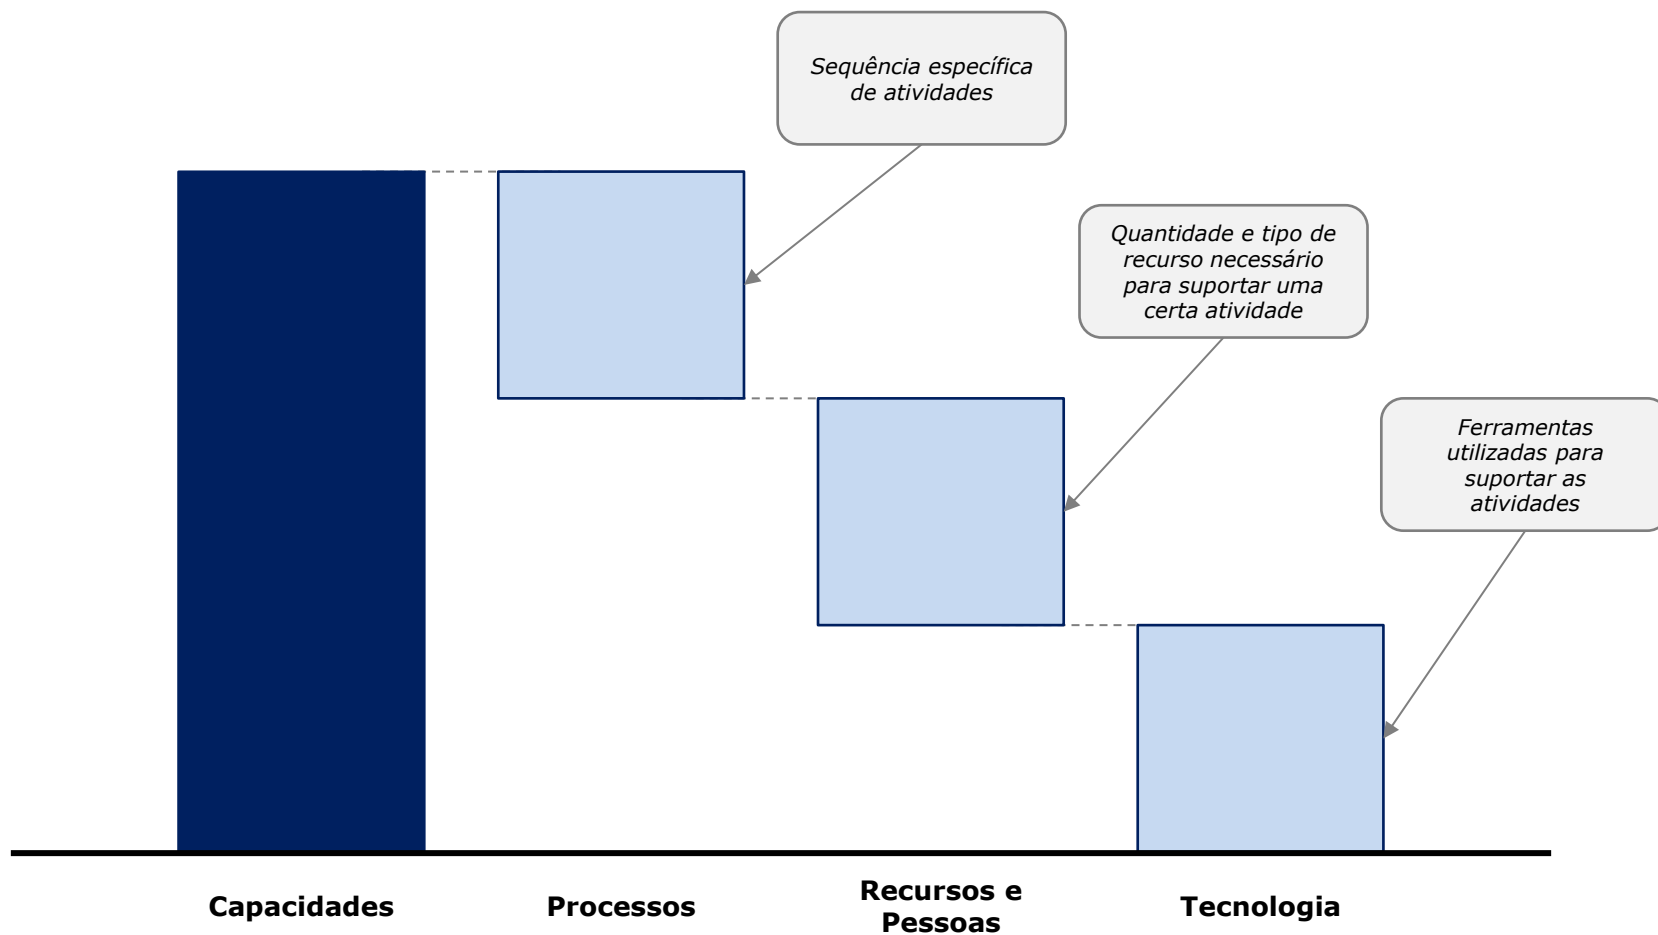 Sequência específica
de atividades
Quantidade e tipo de
recurso necessário
para suportar uma
certa atividade
Ferramentas
utilizadas para
suportar as
atividades
Capacidades
Processos
Recursos e
Pessoas
Tecnologia